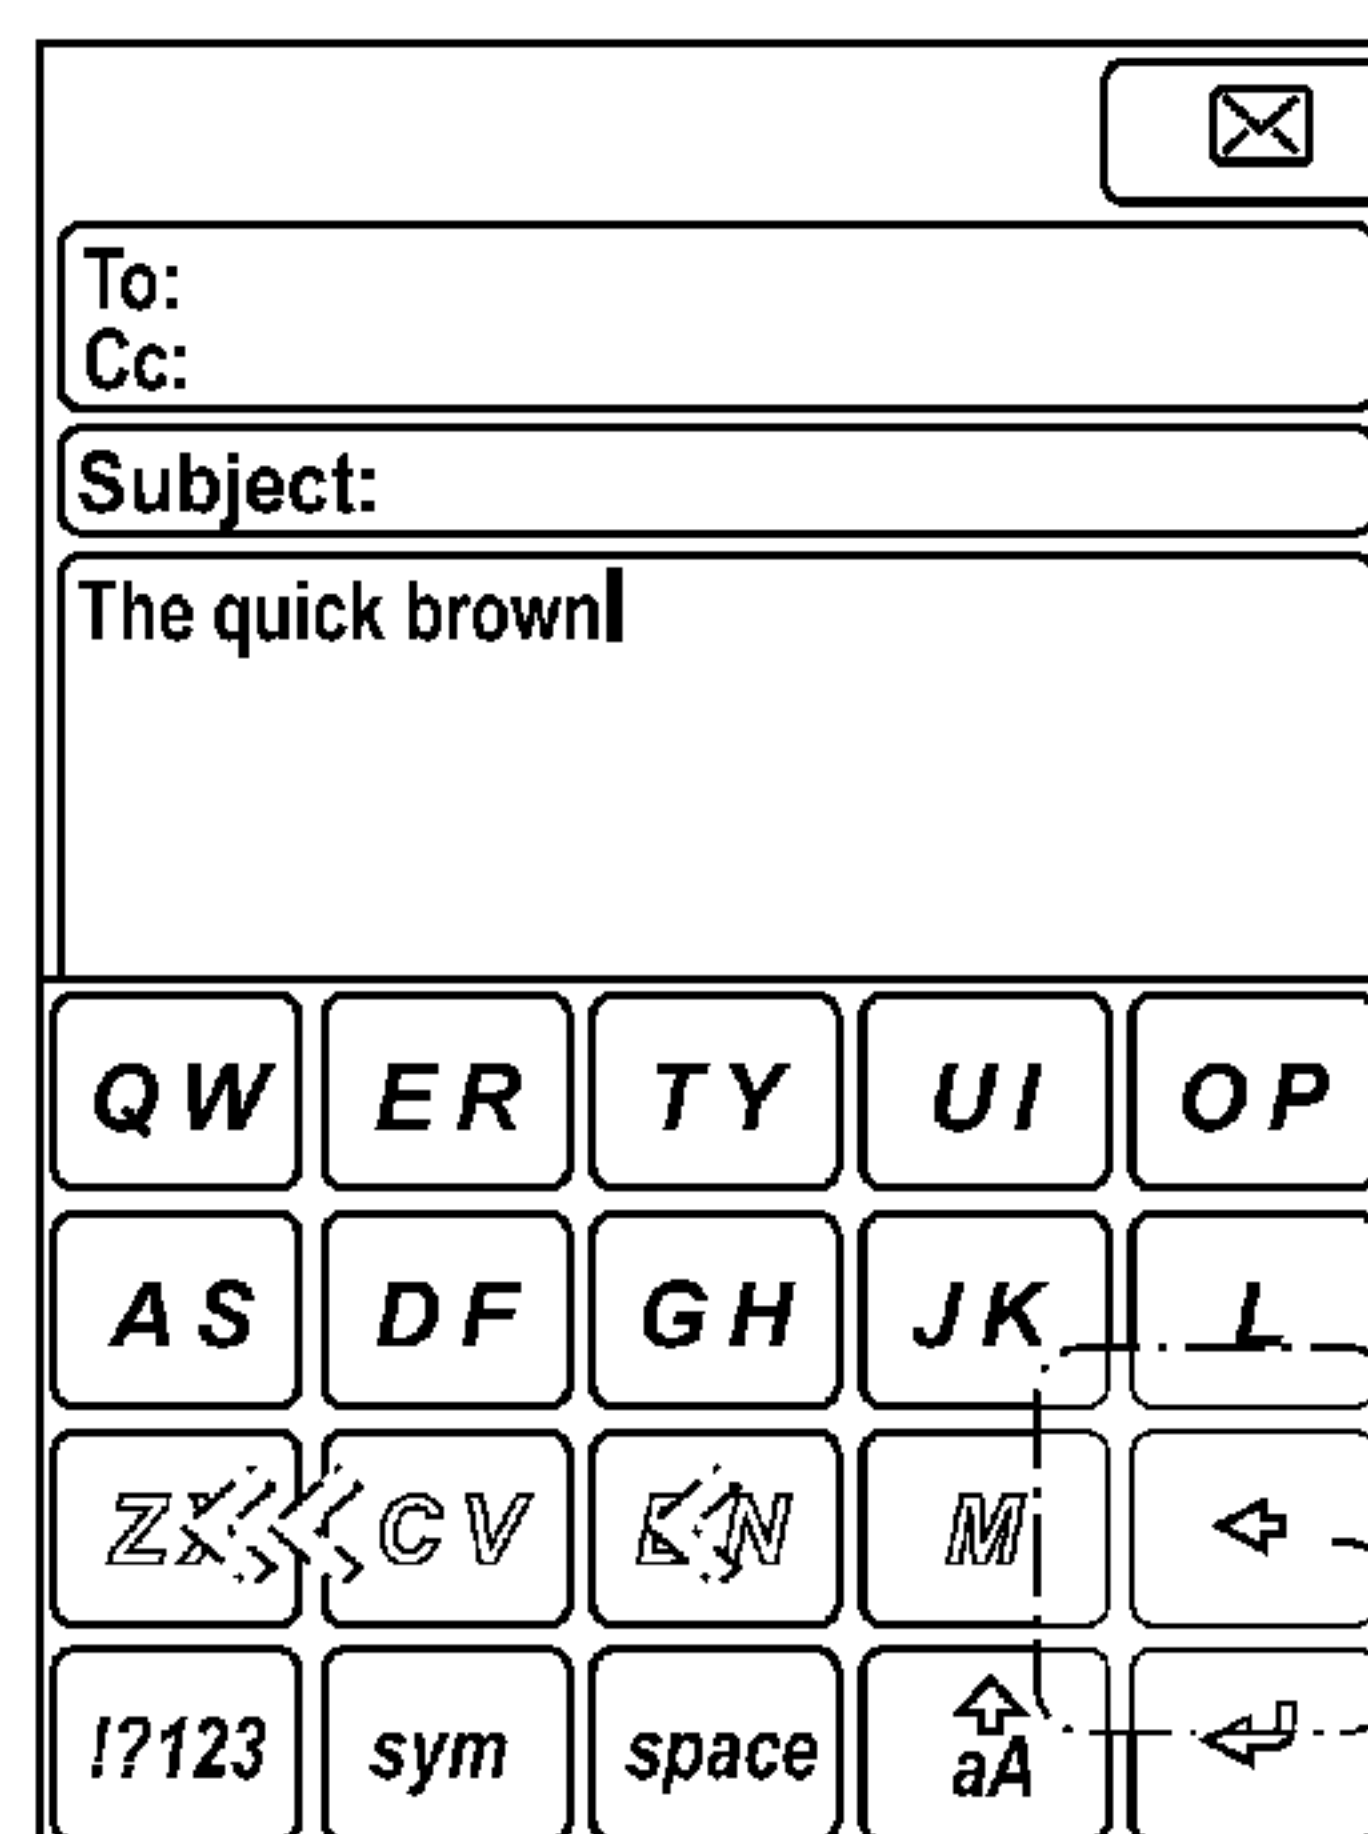 To:
Cc:
Subject:
The quick brown
QW ER TY UI OP
AS DF GH JK L
CV N M
!?123 sym space aA